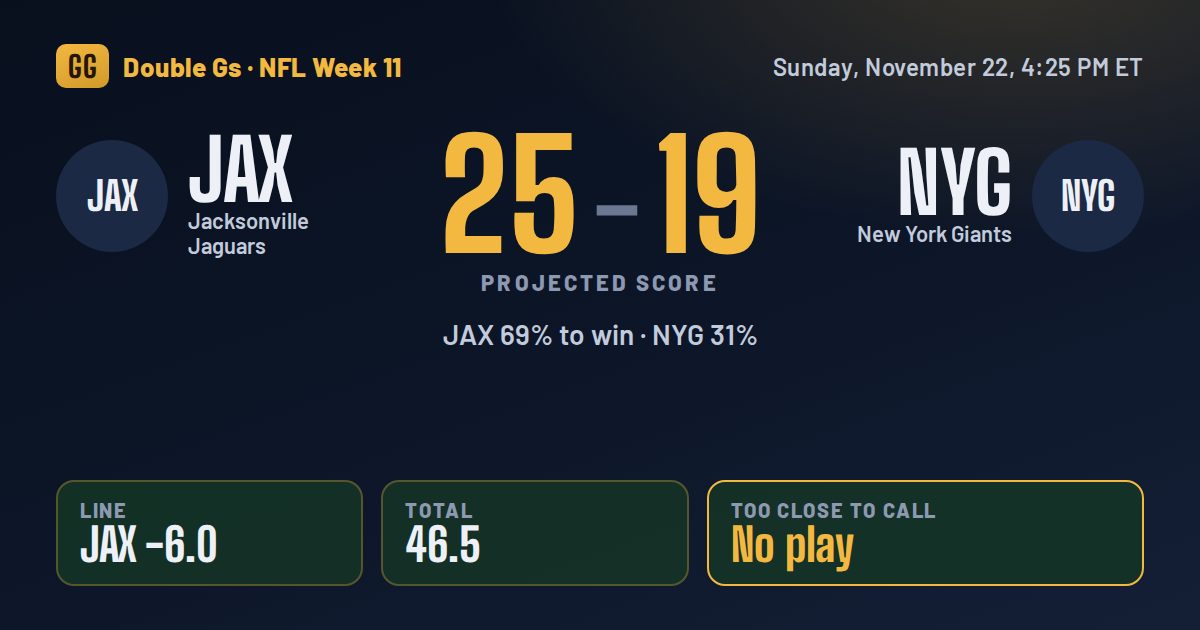 GG
Double Gs · NFL Week 11
Sunday, November 22, 4:25 PM ET
JAX
JAX
Jacksonville
Jaguars
25 – 19
PROJECTED SCORE
JAX 69% to win · NYG 31%
NYG
New York Giants
NYG
LINE
JAX -6.0
TOTAL
46.5
TOO CLOSE TO CALL
No play